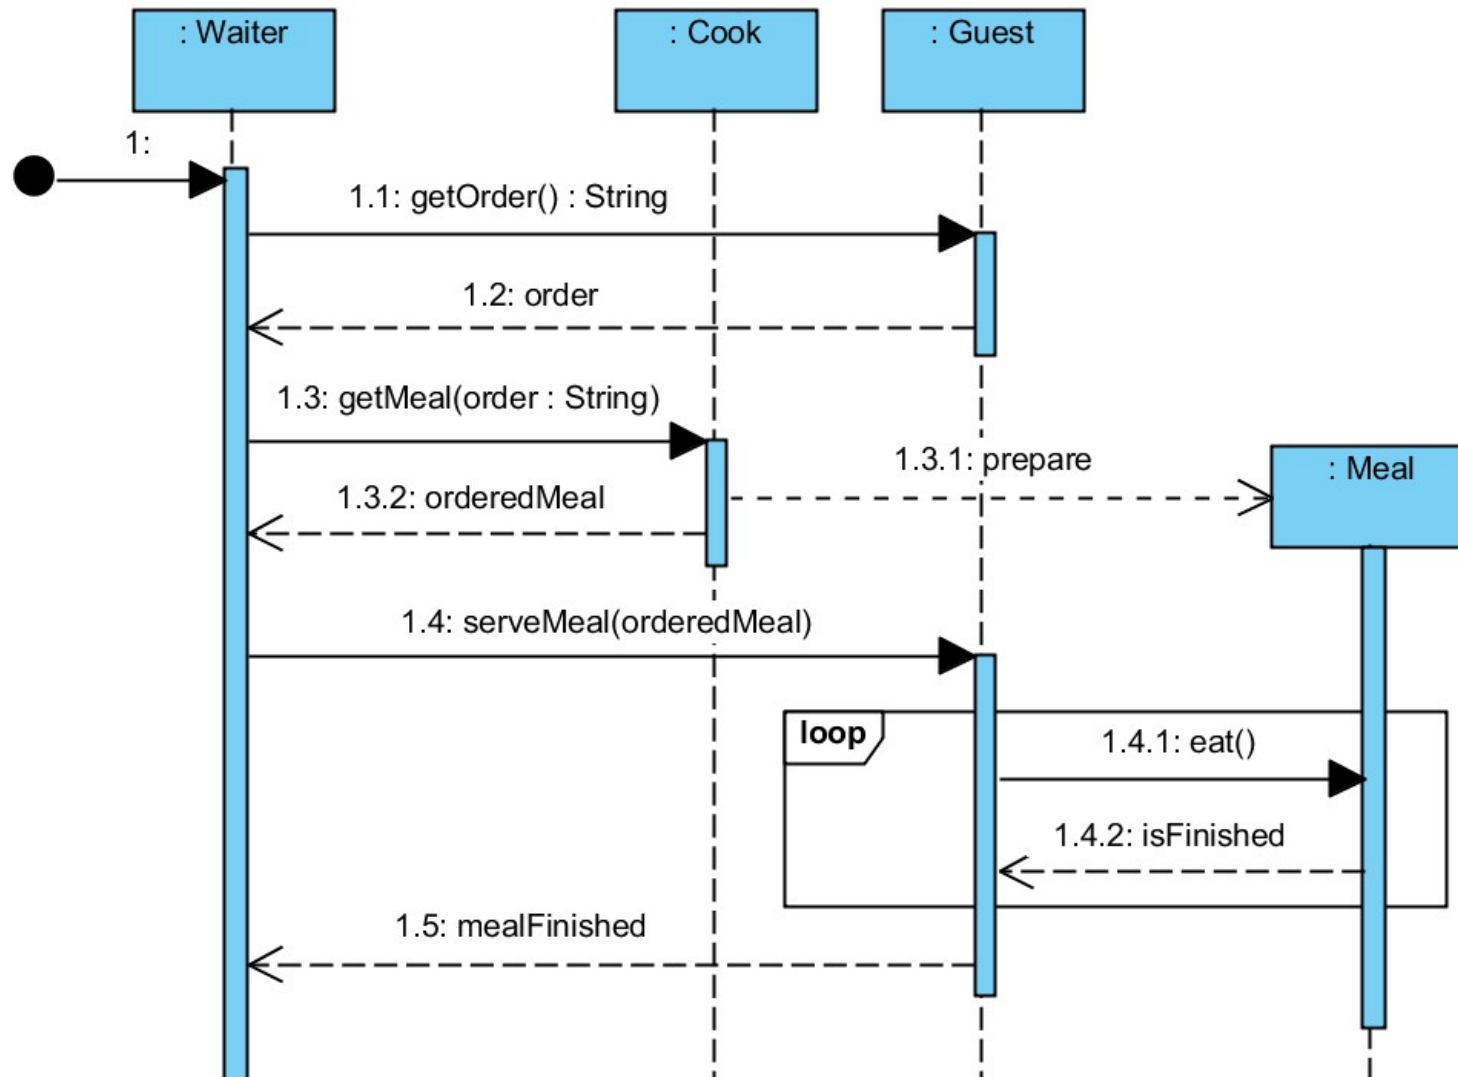 : Waiter
: Cook
: Guest
1:
1.1: getOrder() : String
1.2: order
1.3: getMeal(order : String)
1.3.1: prepare
: Meal
1.3.2: orderedMeal
1.4: serveMeal(orderedMeal)
loop
1.4.1: eat()
1.4.2: isFinished
1.5: mealFinished